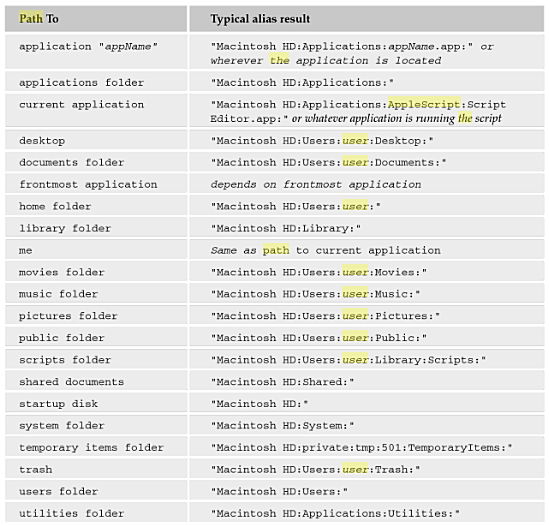 Path To Typical alias result
application "appName" "Macintosh HD:Applications:appName.app:" or
wherever the application is located
applications folder "Macintosh HD:Applications:"
current application "Macintosh HD:Applications:AppleScript:Script
Editor.app:" or whatever application is running the script
desktop "Macintosh HD:Users:user:Desktop:"
documents folder "Macintosh HD:Users:user:Documents:"
frontmost application depends on frontmost application
home folder "Macintosh HD:Users:user:"
library folder "Macintosh HD:Library:"
me Same as path to current application
movies folder "Macintosh HD:Users:user:Movies:"
music folder "Macintosh HD:Users:user:Music:"
pictures folder "Macintosh HD:Users:user:Pictures:"
public folder "Macintosh HD:Users:user:Public:"
scripts folder "Macintosh HD:Users:user:Library:Scripts:"
shared documents "Macintosh HD:Shared:"
startup disk "Macintosh HD:"
system folder "Macintosh HD:System:"
temporary items folder "Macintosh HD:private:tmp:501:TemporaryItems:"
trash "Macintosh HD:Users:user:Trash:"
users folder "Macintosh HD:Users:"
utilities folder "Macintosh HD:Applications:Utilities:"